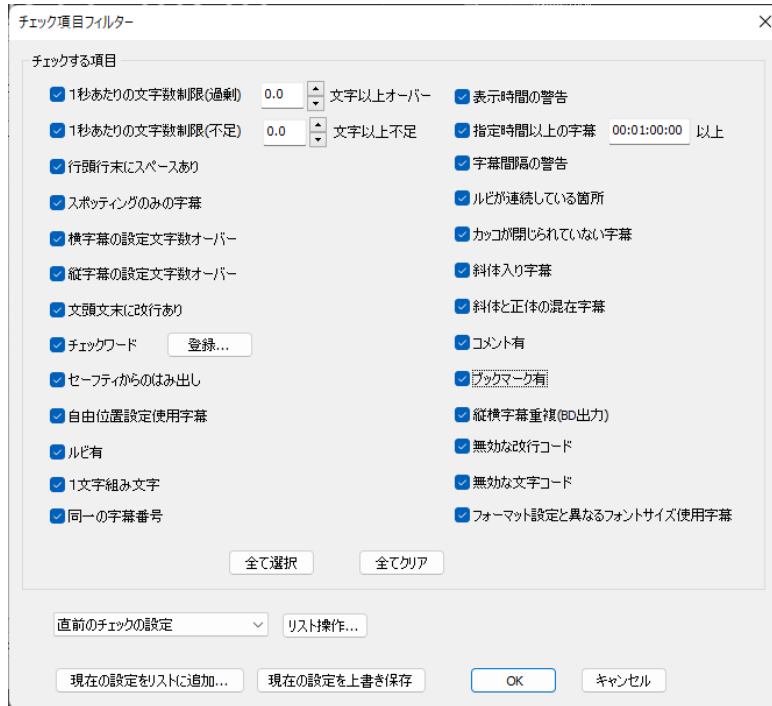 チェック項目フィルター
チェックする項目
1秒あたりの文字数制限(過剰) 0.0 文字以上オーバー
1秒あたりの文字数制限(不足) 0.0 文字以上不足
行頭行末にスペースあり
スポッティングのみの字幕
横字幕の設定文字数オーバー
縦字幕の設定文字数オーバー
文頭文末に改行あり
チェックワード 登録...
セーフティからのはみ出し
自由位置設定使用字幕
ルビ有
1文字組み文字
同一の字幕番号
表示時間の警告
指定時間以上の字幕 00:01:00:00 以上
字幕間隔の警告
ルビが連続している箇所
カッコが閉じられていない字幕
斜体入り字幕
斜体と正体の混在字幕
コメント有
ブックマーク有
縦横字幕重複(BD出力)
無効な改行コード
無効な文字コード
フォーマット設定と異なるフォントサイズ使用字幕
全て選択 全てクリア
直前のチェックの設定 リスト操作...
現在の設定をリストに追加... 現在の設定を上書き保存 OK キャンセル